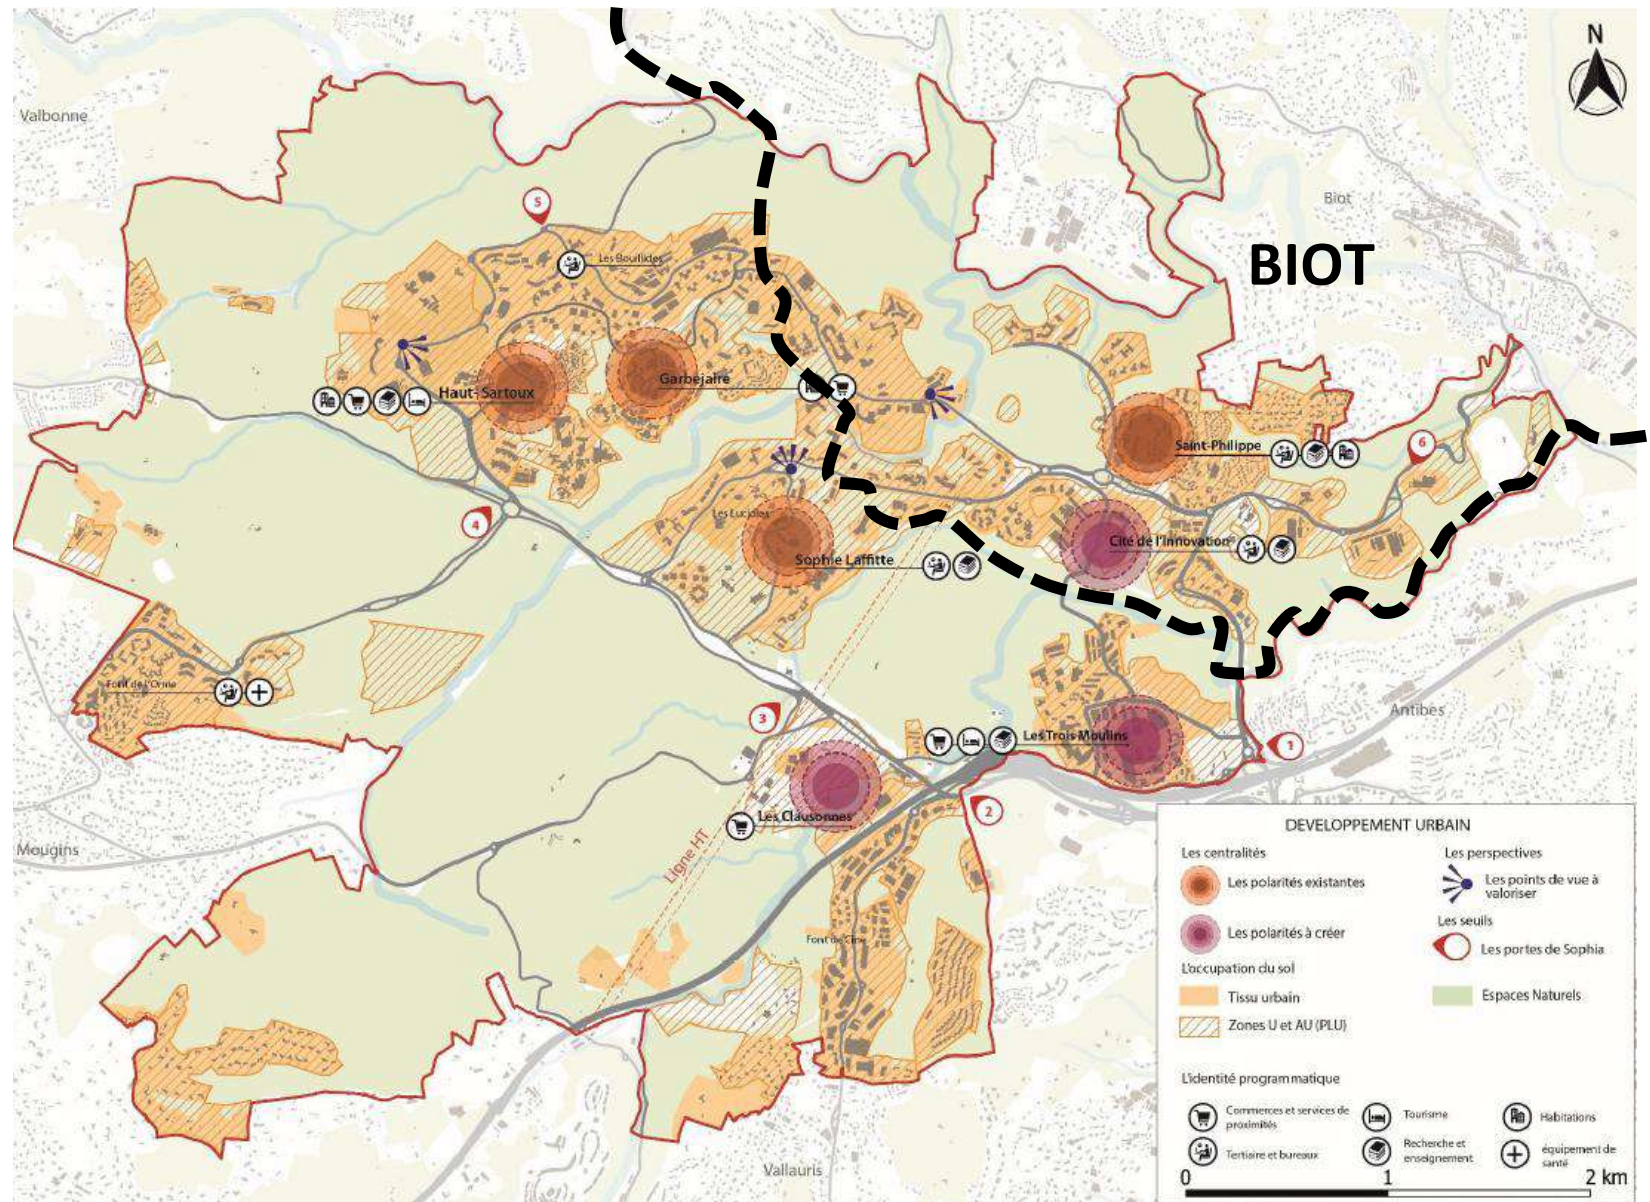 N
Valbonne
Biot
BIOT
5
Les Bouillides
Haut-Sartoux
Garbejaire
Saint-Philippe
6
4
Les Lucioles
Cité de l'Innovation
Sophie Laffitte
Font de l'Orme
3
Antibes
Les Trois Moulins
1
2
Les Clausonnes
Mougins
Ligne HT
Font de Cine
Vallauris
DEVELOPPEMENT URBAIN
Les centralités
Les polarités existantes
Les polarités à créer
L'occupation du sol
Tissu urbain
Zones U et AU (PLU)
Les perspectives
Les points de vue à
valoriser
Les seuils
Les portes de Sophia
Espaces Naturels
L'identité programmatique
Commerces et services de
proximités
Tertiaire et bureaux
Tourisme
Recherche et
enseignement
Habitations
équipement de
santé
0 1 2 km